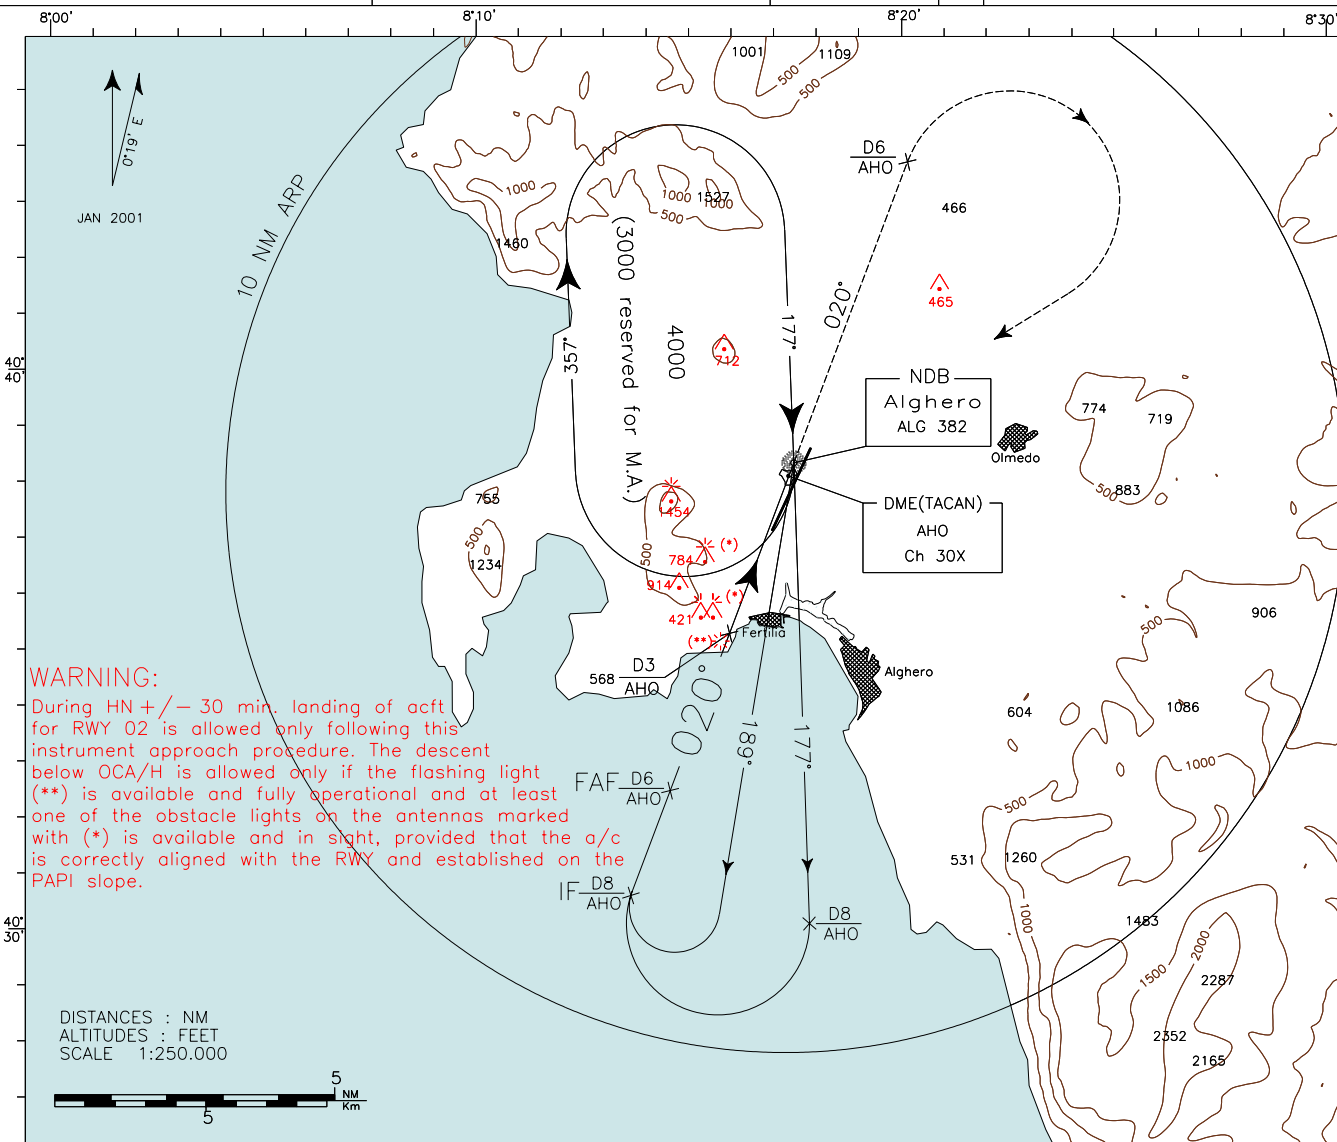 8°00'
8°10'
8°20'
8°30'
0°19' E
JAN 2001
10 NM ARP
1001
1109
500
500
D6
AHO
1000
1000
1527
1000
500
1460
466
465
020°
(3000 reserved for M.A.)
4000
177°
357°
712
40°
40'
NDB
Alghero
ALG 382
Olmedo
774
719
500
883
755
500
1234
1454
500
784
(*)
914
421
(*)
(**)
DME(TACAN)
AHO
Ch 30X
Fertilia
Alghero
568
D3
AHO
906
500
604
1086
1000
500
531
1260
1000
1483
1500
2000
2287
2352
2165
WARNING:
During HN +/- 30 min. landing of acft
for RWY 02 is allowed only following this
instrument approach procedure. The descent
below OCA/H is allowed only if the flashing light
(**) is available and fully operational and at least
one of the obstacle lights on the antennas marked
with (*) is available and in sight, provided that the a/c
is correctly aligned with the RWY and established on the
PAPI slope.
020°
189°
177°
FAF D6
AHO
IF D8
AHO
D8
AHO
40°
30'
DISTANCES : NM
ALTITUDES : FEET
SCALE 1:250.000
5
NM
Km
5